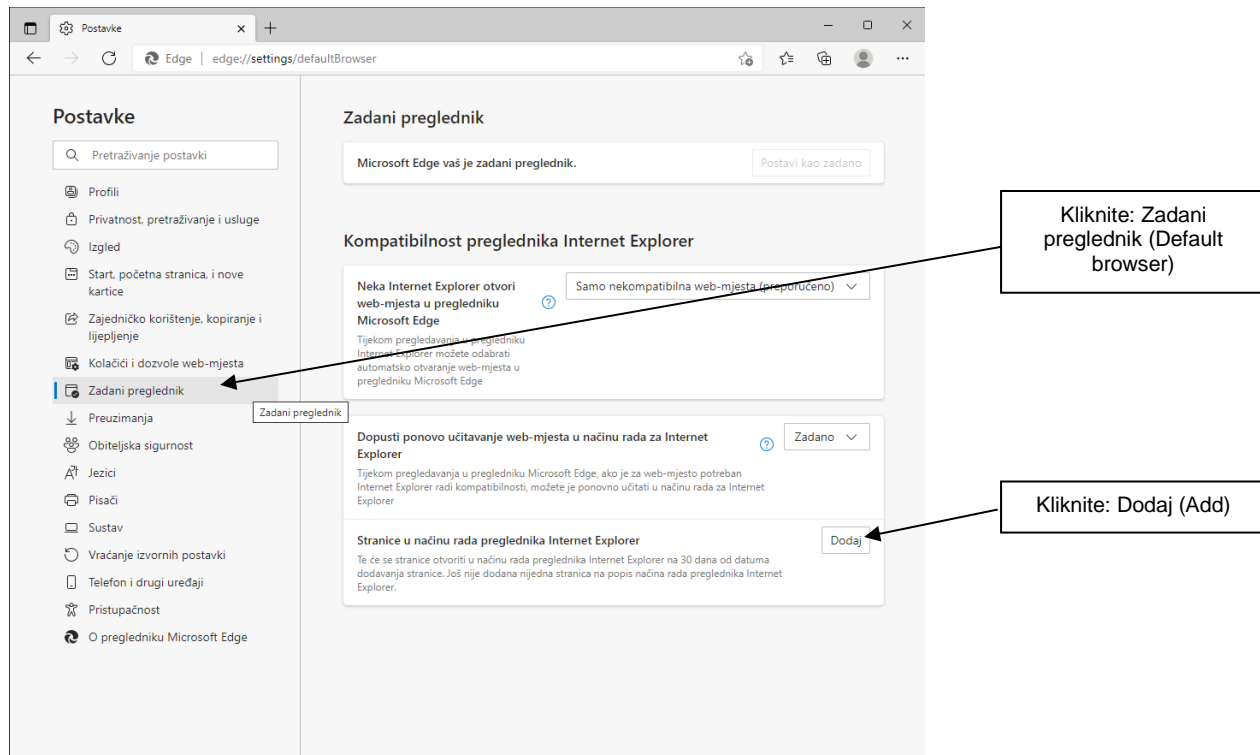 Postavke
Edge | edge://settings/defaultBrowser
Postavke
Pretraživanje postavki
Profili
Privatnost, pretraživanje i usluge
Izgled
Start, početna stranica, i nove
kartice
Zajedničko korištenje, kopiranje i
lijepljenje
Kolačići i dozvole web-mjesta
Zadani preglednik
Zadani preglednik
Preuzimanja
Obiteljska sigurnost
Jezici
Pisači
Sustav
Vraćanje izvornih postavki
Telefon i drugi uređaji
Pristupačnost
O pregledniku Microsoft Edge
Zadani preglednik
Microsoft Edge vaš je zadani preglednik.
Postavi kao zadano
Kompatibilnost preglednika Internet Explorer
Neka Internet Explorer otvori
web-mjesta u pregledniku
Microsoft Edge
Samo nekompatibilna web-mjesta (preporučeno)
Tijekom pregledavanja u pregledniku
Internet Explorer možete odabrati
automatsko otvaranje web-mjesta u
pregledniku Microsoft Edge
Dopusti ponovo učitavanje web-mjesta u načinu rada za Internet
Explorer
Zadano
Tijekom pregledavanja u pregledniku Microsoft Edge, ako je za web-mjesto potreban
Internet Explorer radi kompatibilnosti, možete je ponovno učitati u načinu rada za Internet
Explorer
Stranice u načinu rada preglednika Internet Explorer
Dodaj
Te će se stranice otvoriti u načinu rada preglednika Internet Explorer na 30 dana od datuma
dodavanja stranice. Još nije dodana nijedna stranica na popis načina rada preglednika Internet
Explorer.
Kliknite: Zadani
preglednik (Default
browser)
Kliknite: Dodaj (Add)